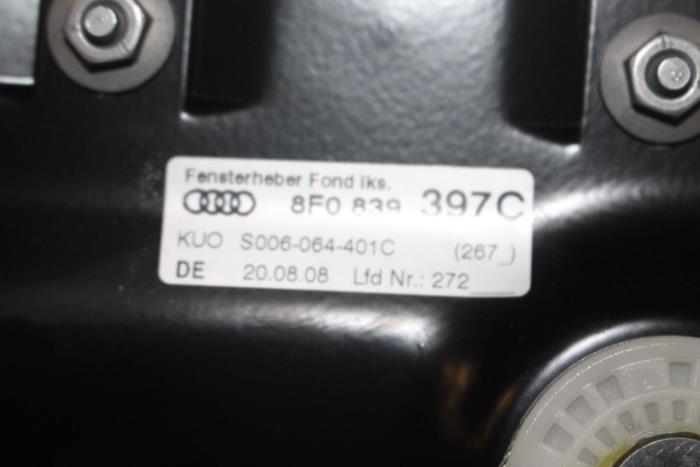 Fensterheber Fond lks.
8F0 839 397C
KUO S006-064-401C (267_)
DE 20.08.08 Lfd Nr.: 272